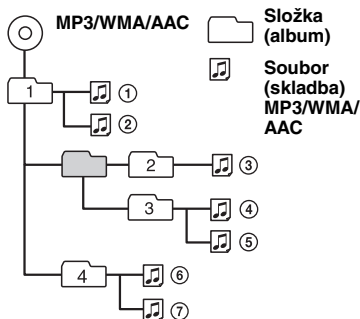 MP3/WMA/AAC
Složka
(album)
Soubor
(skladba)
MP3/WMA/
AAC
1
①
②
2
③
3
④
⑤
4
⑥
⑦